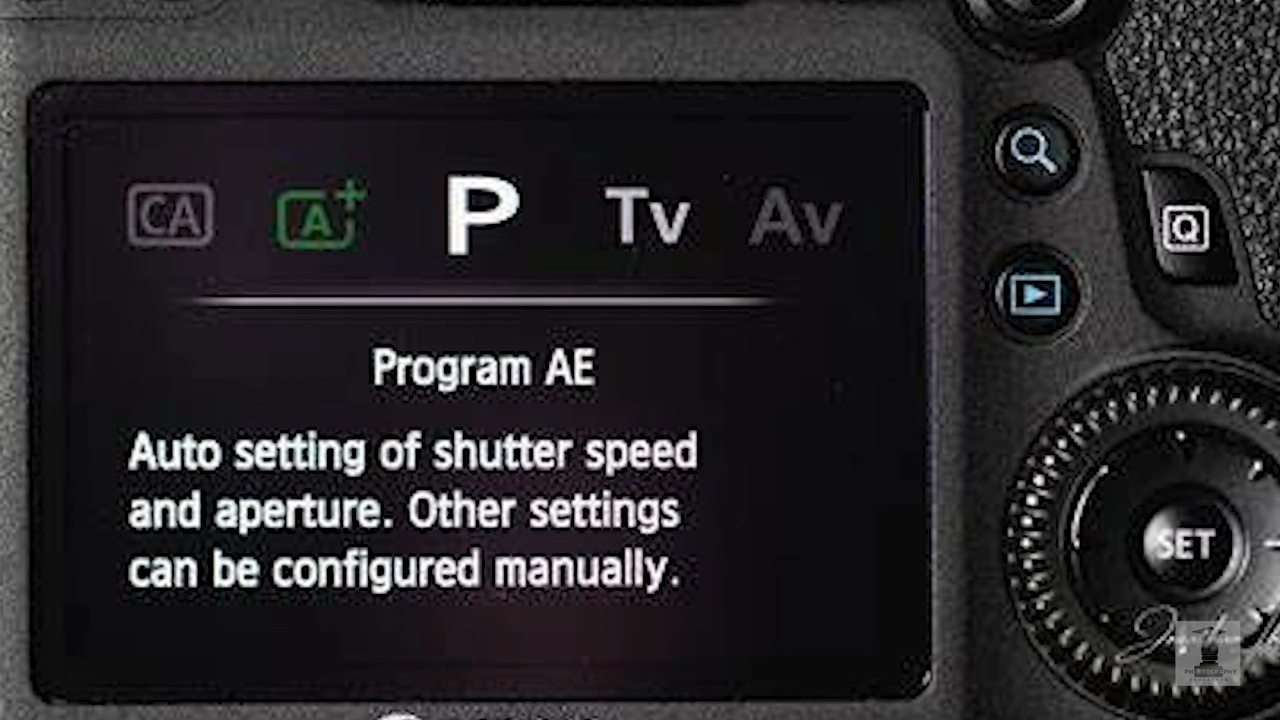 CA A+ P Tv Av
Program AE
Auto setting of shutter speed
and aperture. Other settings
can be configured manually.
Q
SET
PHOTOGRAPHY